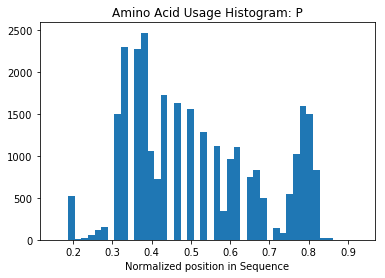 Amino Acid Usage Histogram: P
2500
2000
1500
1000
500
0
0.2 0.3 0.4 0.5 0.6 0.7 0.8 0.9
Normalized position in Sequence